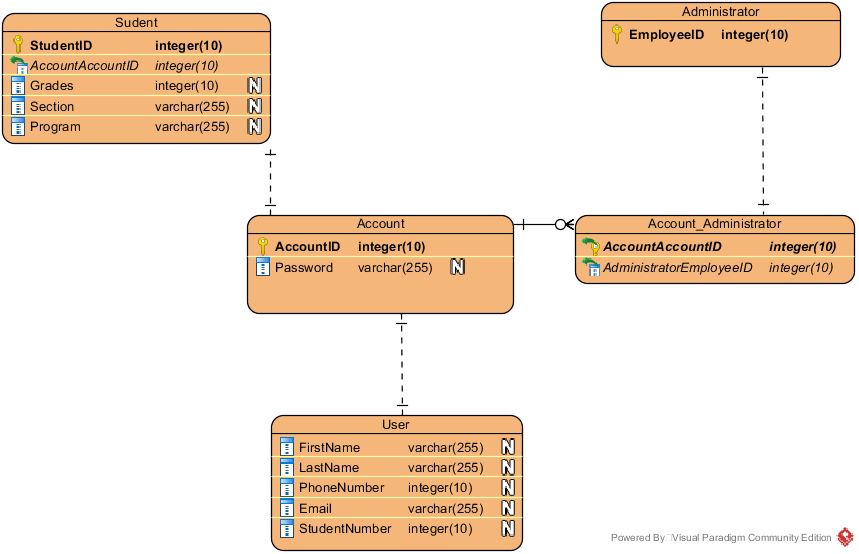 Sudent
StudentID integer(10)
AccountAccountID integer(10)
Grades integer(10) N
Section varchar(255) N
Program varchar(255) N
Administrator
EmployeeID integer(10)
Account
AccountID integer(10)
Password varchar(255) N
Account_Administrator
AccountAccountID integer(10)
AdministratorEmployeeID integer(10)
User
FirstName varchar(255) N
LastName varchar(255) N
PhoneNumber integer(10) N
Email varchar(255) N
StudentNumber integer(10) N
Powered By Visual Paradigm Community Edition